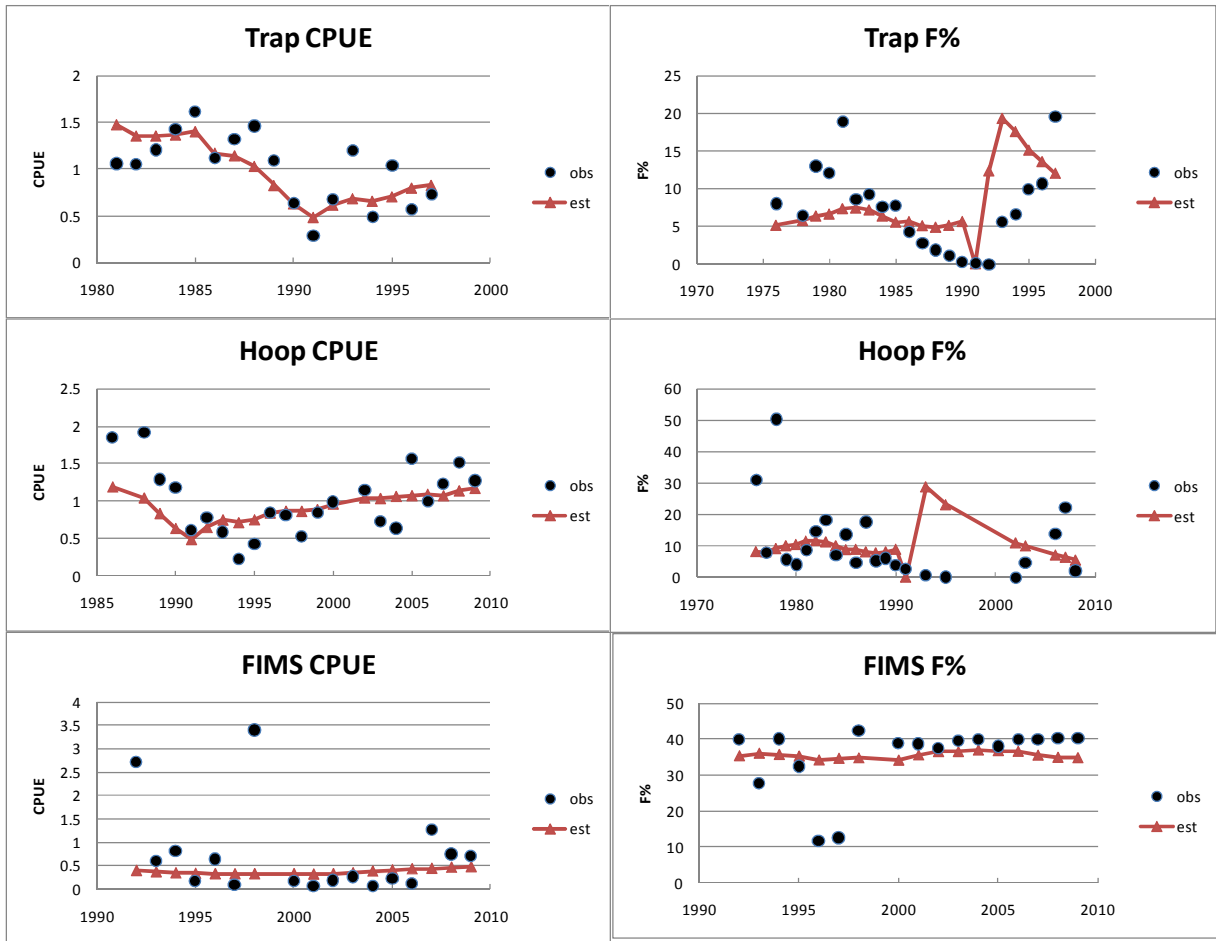 Trap CPUE
2
1.5
1
0.5
0
CPUE
1980 1985 1990 1995 2000
obs
est
Trap F%
25
20
15
10
5
0
F%
1970 1975 1980 1985 1990 1995 2000
obs
est
Hoop CPUE
2.5
2
1.5
1
0.5
0
CPUE
1985 1990 1995 2000 2005 2010
obs
est
Hoop F%
60
50
40
30
20
10
0
F%
1970 1980 1990 2000 2010
obs
est
FIMS CPUE
4
3.5
3
2.5
2
1.5
1
0.5
0
CPUE
1990 1995 2000 2005 2010
obs
est
FIMS F%
50
40
30
20
10
0
F%
1990 1995 2000 2005 2010
obs
est